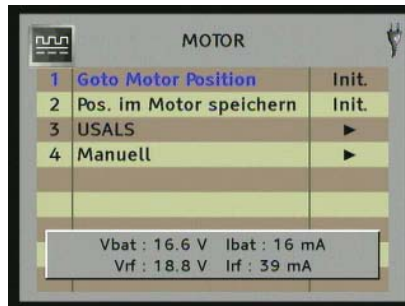 MOTOR
1 Goto Motor Position Init.
2 Pos. im Motor speichern Init.
3 USALS ►
4 Manuell ►
Vbat : 16.6 V Ibat : 16 mA
Vrf : 18.8 V Irf : 39 mA